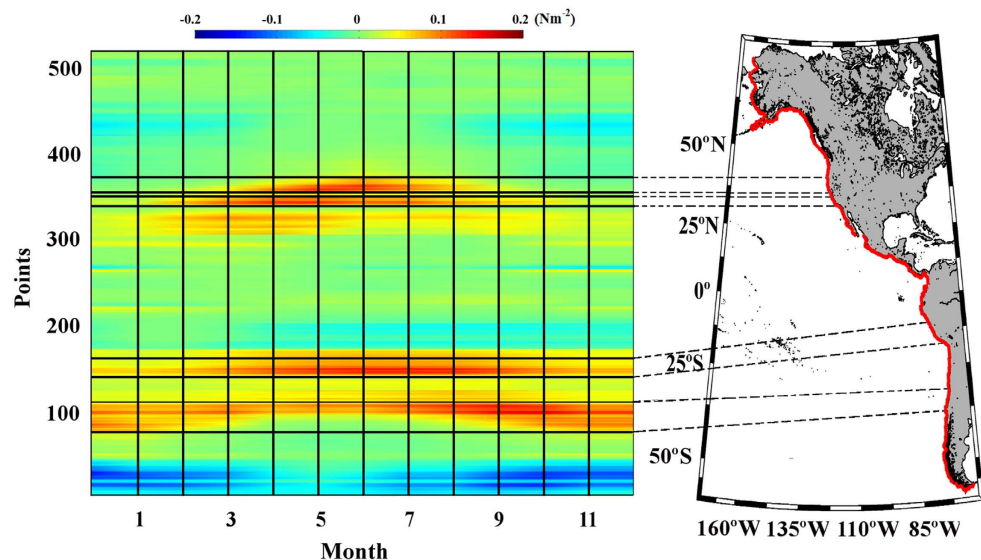 -0.2 -0.1 0 0.1 0.2 (Nm⁻²)
500
400
300
200
100
Points
1 3 5 7 9 11
Month
50ºN
25ºN
0º
25ºS
50ºS
160ºW 135ºW 110ºW 85ºW